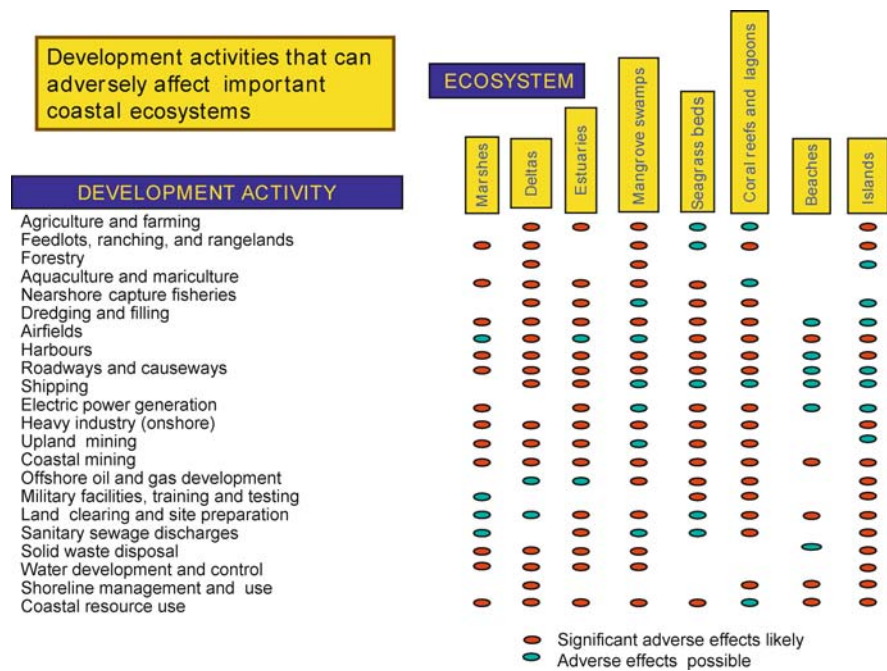 Development activities that can
adversely affect important
coastal ecosystems
ECOSYSTEM
Marshes
Deltas
Estuaries
Mangrove swamps
Seagrass beds
Coral reefs and lagoons
Beaches
Islands
DEVELOPMENT ACTIVITY
Agriculture and farming
Feedlots, ranching, and rangelands
Forestry
Aquaculture and mariculture
Nearshore capture fisheries
Dredging and filling
Airfields
Harbours
Roadways and causeways
Shipping
Electric power generation
Heavy industry (onshore)
Upland mining
Coastal mining
Offshore oil and gas development
Military facilities, training and testing
Land clearing and site preparation
Sanitary sewage discharges
Solid waste disposal
Water development and control
Shoreline management and use
Coastal resource use
Significant adverse effects likely
Adverse effects possible